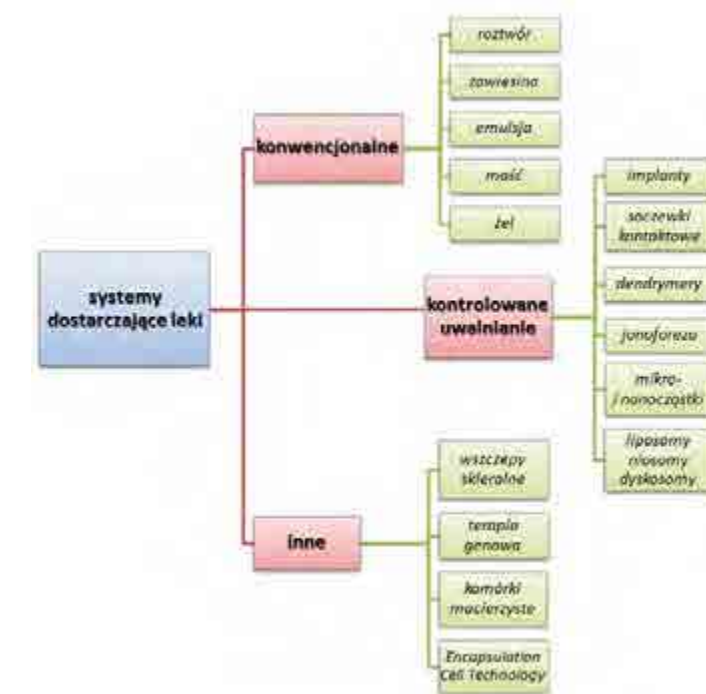 systemy
dostarczające leki
konwencjonalne
roztwór
zawiesina
emulsja
maść
żel
kontrolowane
uwalnianie
implanty
soczewki
kontaktowe
dendrymery
jonoforeza
mikro-
i nanocząstki
liposomy
niosomy
dyskosomy
inne
wszczepy
skleralne
terapia
genowa
komórki
macierzyste
Encapsulation
Cell Technology